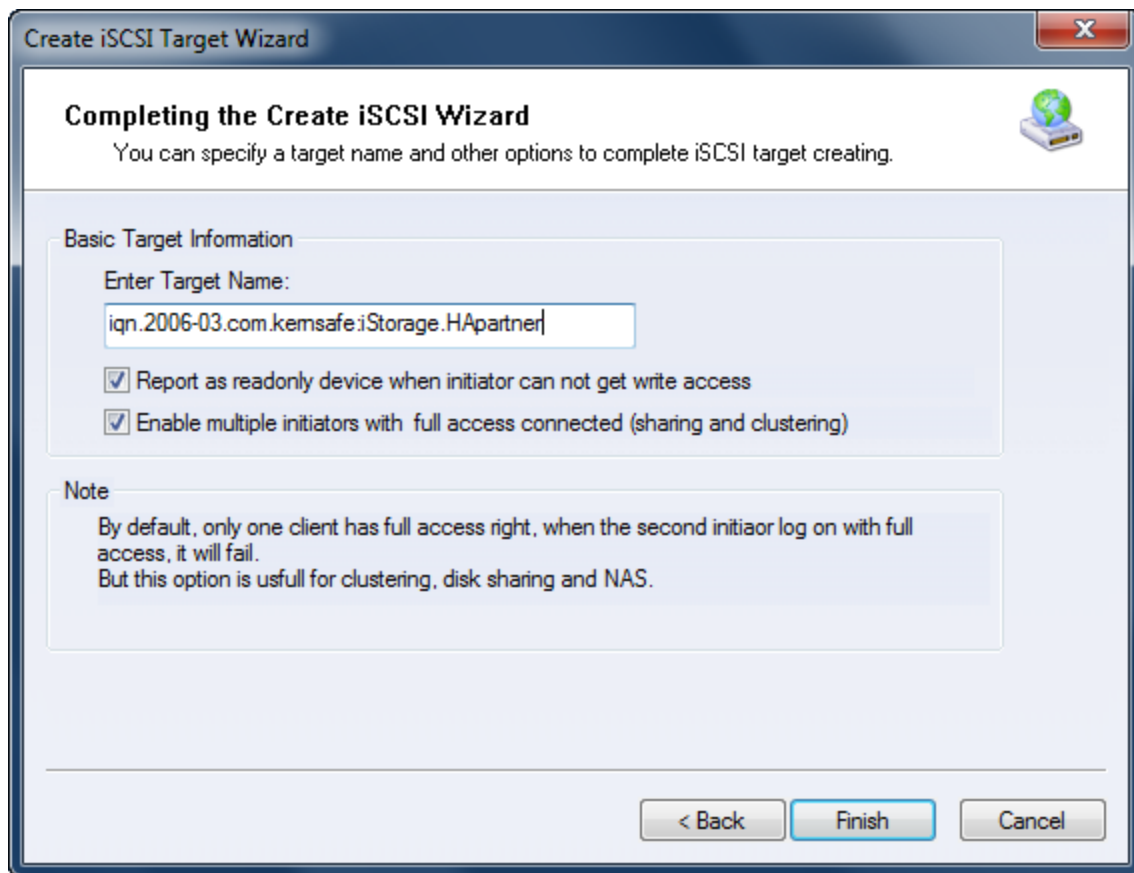 Create iSCSI Target Wizard
Completing the Create iSCSI Wizard
You can specify a target name and other options to complete iSCSI target creating.
Basic Target Information
Enter Target Name:
iqn.2006-03.com.kernsafe:iStorage.HApartner
Report as readonly device when initiator can not get write access
Enable multiple initiators with full access connected (sharing and clustering)
Note
By default, only one client has full access right, when the second initiaor log on with full
access, it will fail.
But this option is usfull for clustering, disk sharing and NAS.
< Back
Finish
Cancel